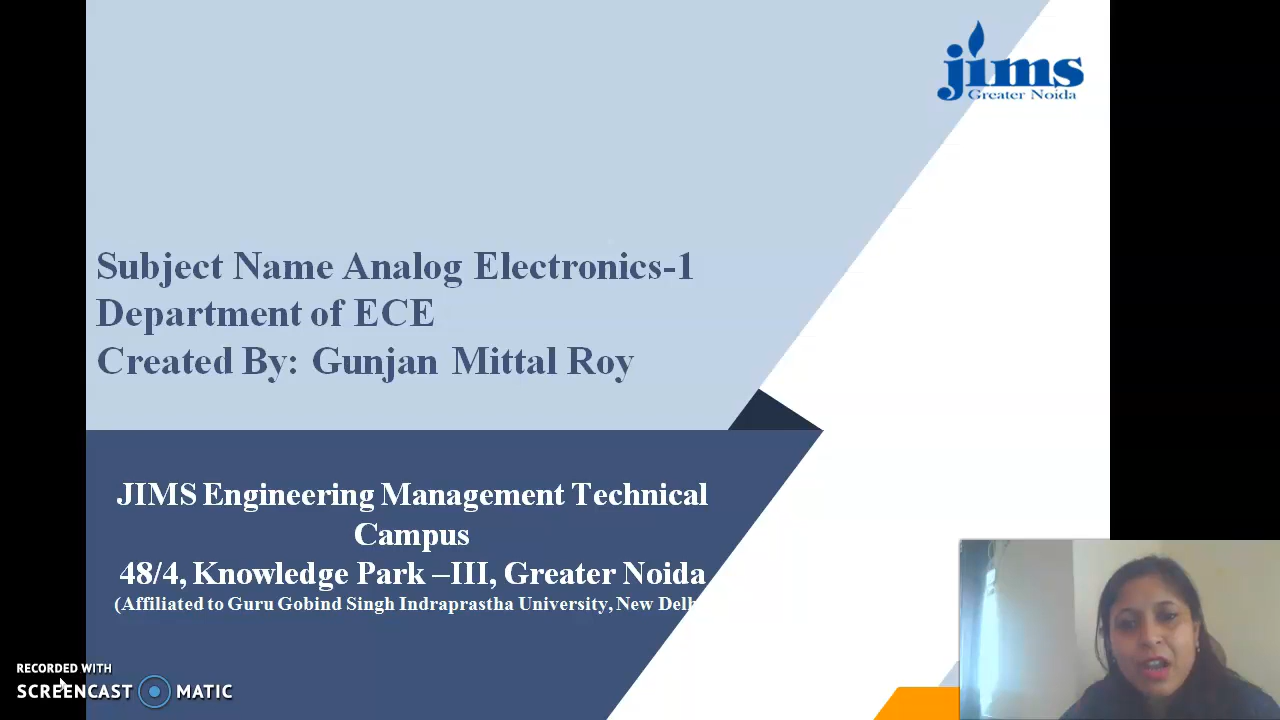 jims
Greater Noida
Subject Name Analog Electronics-1
Department of ECE
Created By: Gunjan Mittal Roy
JIMS Engineering Management Technical
Campus
48/4, Knowledge Park –III, Greater Noida
(Affiliated to Guru Gobind Singh Indraprastha University, New Delh
RECORDED WITH
SCREENCAST MATIC